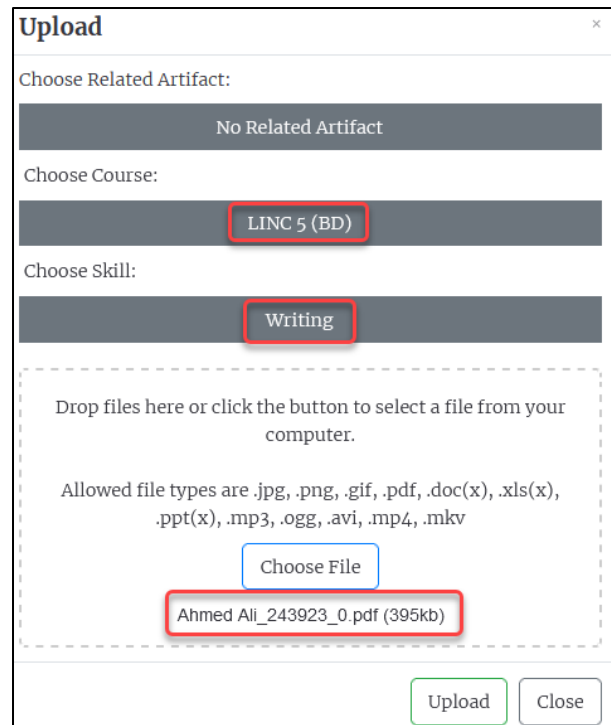 Upload
×
Choose Related Artifact:
No Related Artifact
Choose Course:
LINC 5 (BD)
Choose Skill:
Writing
Drop files here or click the button to select a file from your
computer.
Allowed file types are .jpg, .png, .gif, .pdf, .doc(x), .xls(x),
.ppt(x), .mp3, .ogg, .avi, .mp4, .mkv
Choose File
Ahmed Ali_243923_0.pdf (395kb)
Upload Close